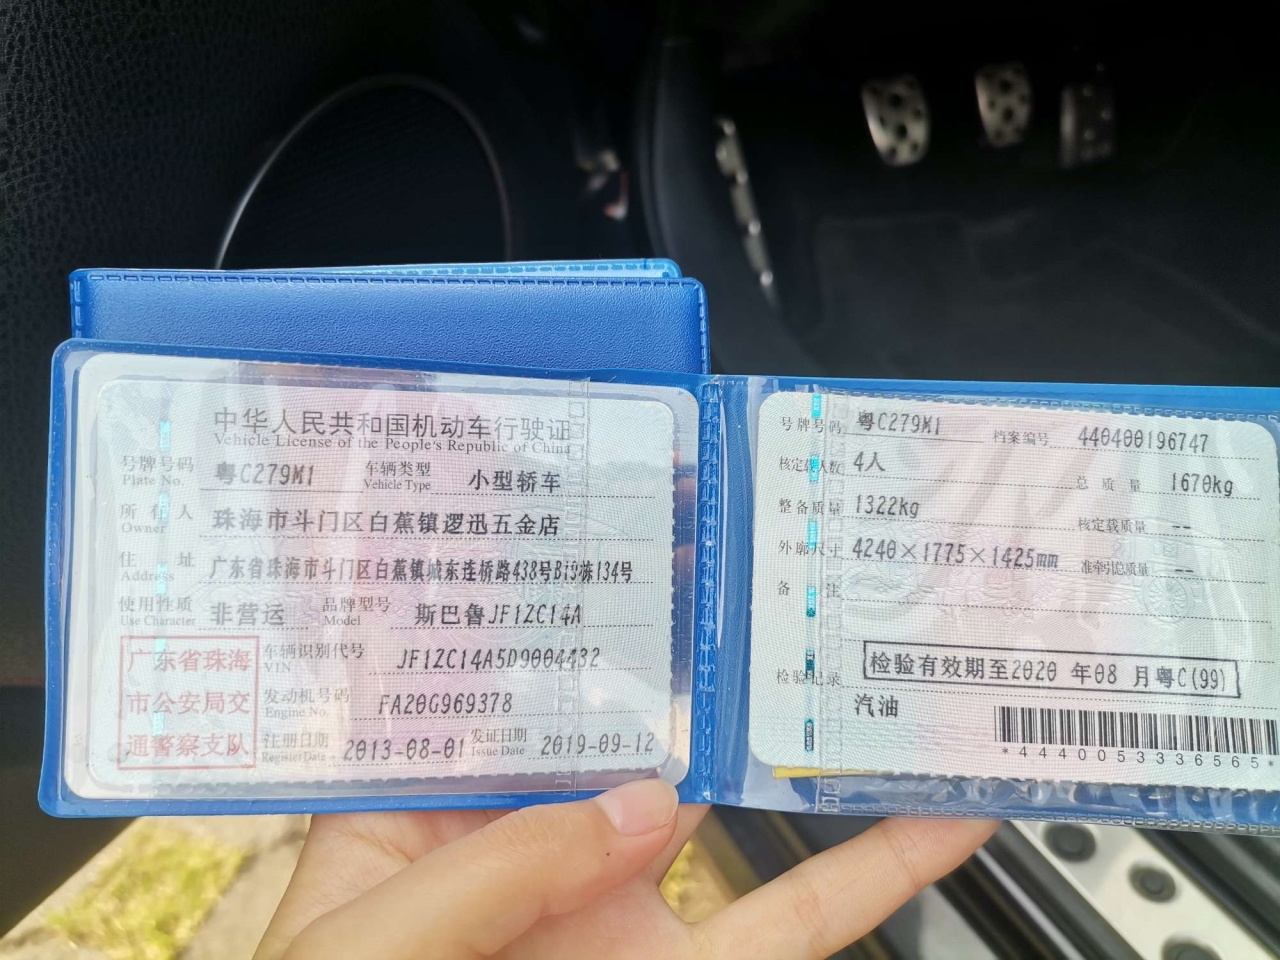 中华人民共和国机动车行驶证
Vehicle License of the People's Republic of China
号牌号码 粤C279M1 车辆类型 小型轿车
Plate No. Vehicle Type
所有人 珠海市斗门区白蕉镇逻迅五金店
Owner
住址 广东省珠海市斗门区白蕉镇城东连桥路438号B19栋134号
Address
使用性质 非营运 品牌型号 斯巴鲁JF1ZC14A
Use Character Model
车辆识别代号 JF1ZC14A5D9004432
VIN
发动机号码 FA20G969378
Engine No.
注册日期 2013-08-01 发证日期 2019-09-12
Register Date Issue Date
广东省珠海
市公安局交
通警察支队
号牌号码 粤C279M1 档案编号 440400196747
核定载人数 4人 总质量 1670kg
整备质量 1322kg 核定载质量 --
外廓尺寸 4240×1775×1425mm 准牵引总质量 --
备注
检验记录 检验有效期至2020 年08 月粤C(99)
汽油
*4440053336565*